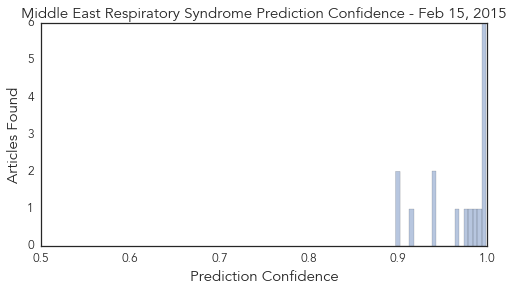 Middle East Respiratory Syndrome Prediction Confidence - Feb 15, 2015
Articles Found
6
5
4
3
2
1
0
0.5 0.6 0.7 0.8 0.9 1.0
Prediction Confidence